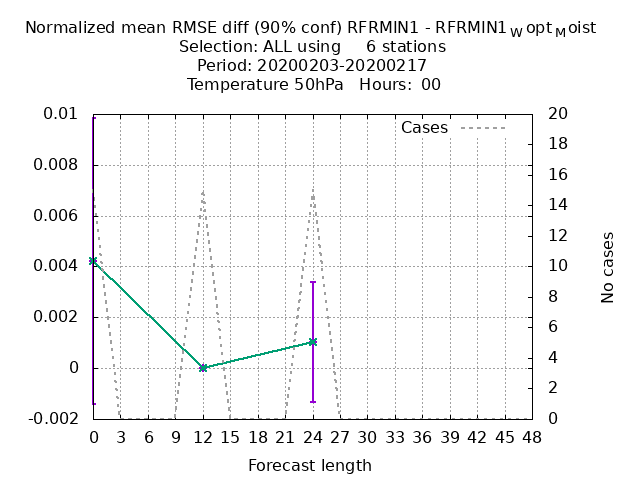 Normalized mean RMSE diff (90% conf) RFRMIN1 - RFRMIN1WoptMoist
Selection: ALL using     6 stations
Period: 20200203-20200217
Temperature 50hPa   Hours:  00
Cases
0.01
0.008
0.006
0.004
0.002
0
-0.002
20
18
16
14
12
10
8
6
4
2
0
No cases
0 3 6 9 12 15 18 21 24 27 30 33 36 39 42 45 48
Forecast length